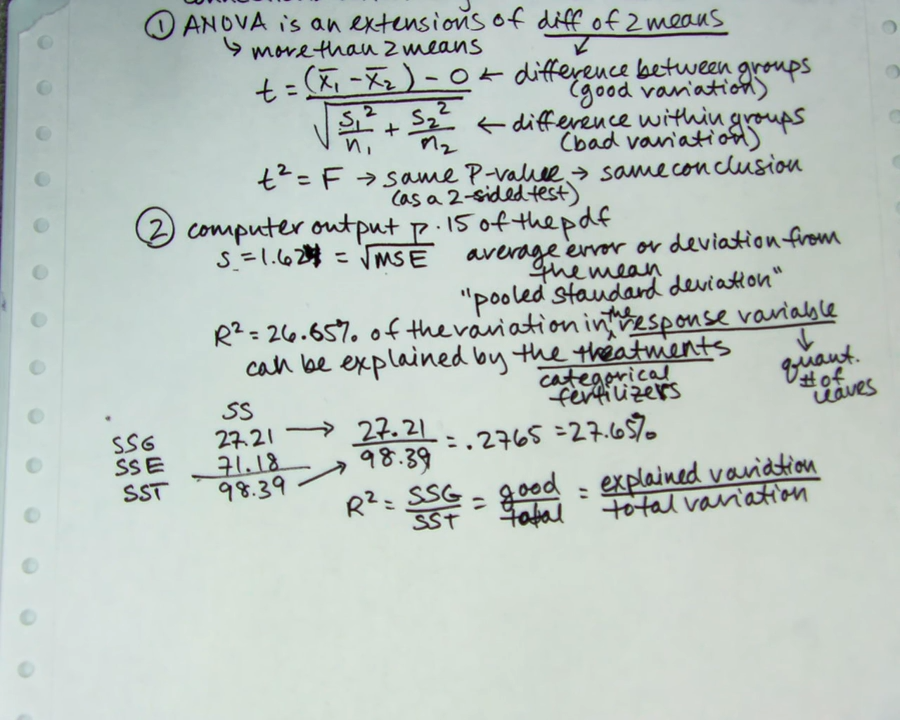 ① ANOVA is an extensions of diff of 2 means
↳ more than 2 means
t = (x̄₁ - x̄₂) - 0 ← difference between groups
(good variation)
√ s₁²/n₁ + s₂²/n₂ ← difference within groups
(bad variation)
t² = F → same P-value → same conclusion
(as a 2-sided test)
② computer output p. 15 of the pdf
s = 1.62 = √MSE average error or deviation from
the mean
"pooled standard deviation"
R² = 26.65% of the variation in the response variable
can be explained by the treatments
categorical
fertilizers
quant.
# of
leaves
SS
SSG 27.21 → 27.21/98.39 = .2765 = 27.65%
SSE 71.18
SST 98.39
R² = SSG/SST = good/total = explained variation/total variation